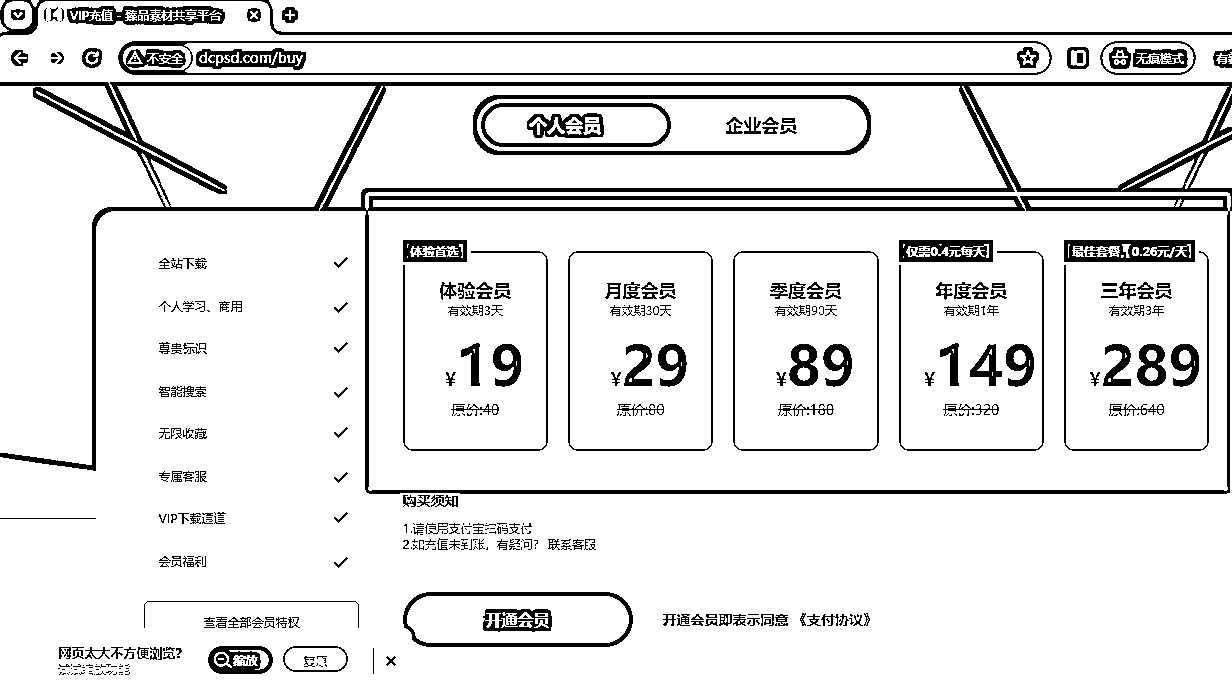 VIP充值 - 臻品素材共享平台
不安全 dcpsd.com/buy
无痕模式
个人会员 企业会员
全站下载
个人学习、商用
尊贵标识
智能搜索
无限收藏
专属客服
VIP下载通道
会员福利
查看全部会员特权
体验首选
体验会员
有效期3天
¥19
原价:40
月度会员
有效期30天
¥29
原价:80
季度会员
有效期90天
¥89
原价:180
仅需0.4元每天
年度会员
有效期1年
¥149
原价:320
最佳套餐【0.26元/天】
三年会员
有效期3年
¥289
原价:640
购买须知
1.请使用支付宝扫码支付
2.如充值未到账，有疑问？ 联系客服
开通会员 开通会员即表示同意 《支付协议》
网页太大不方便浏览?
缩放 复原